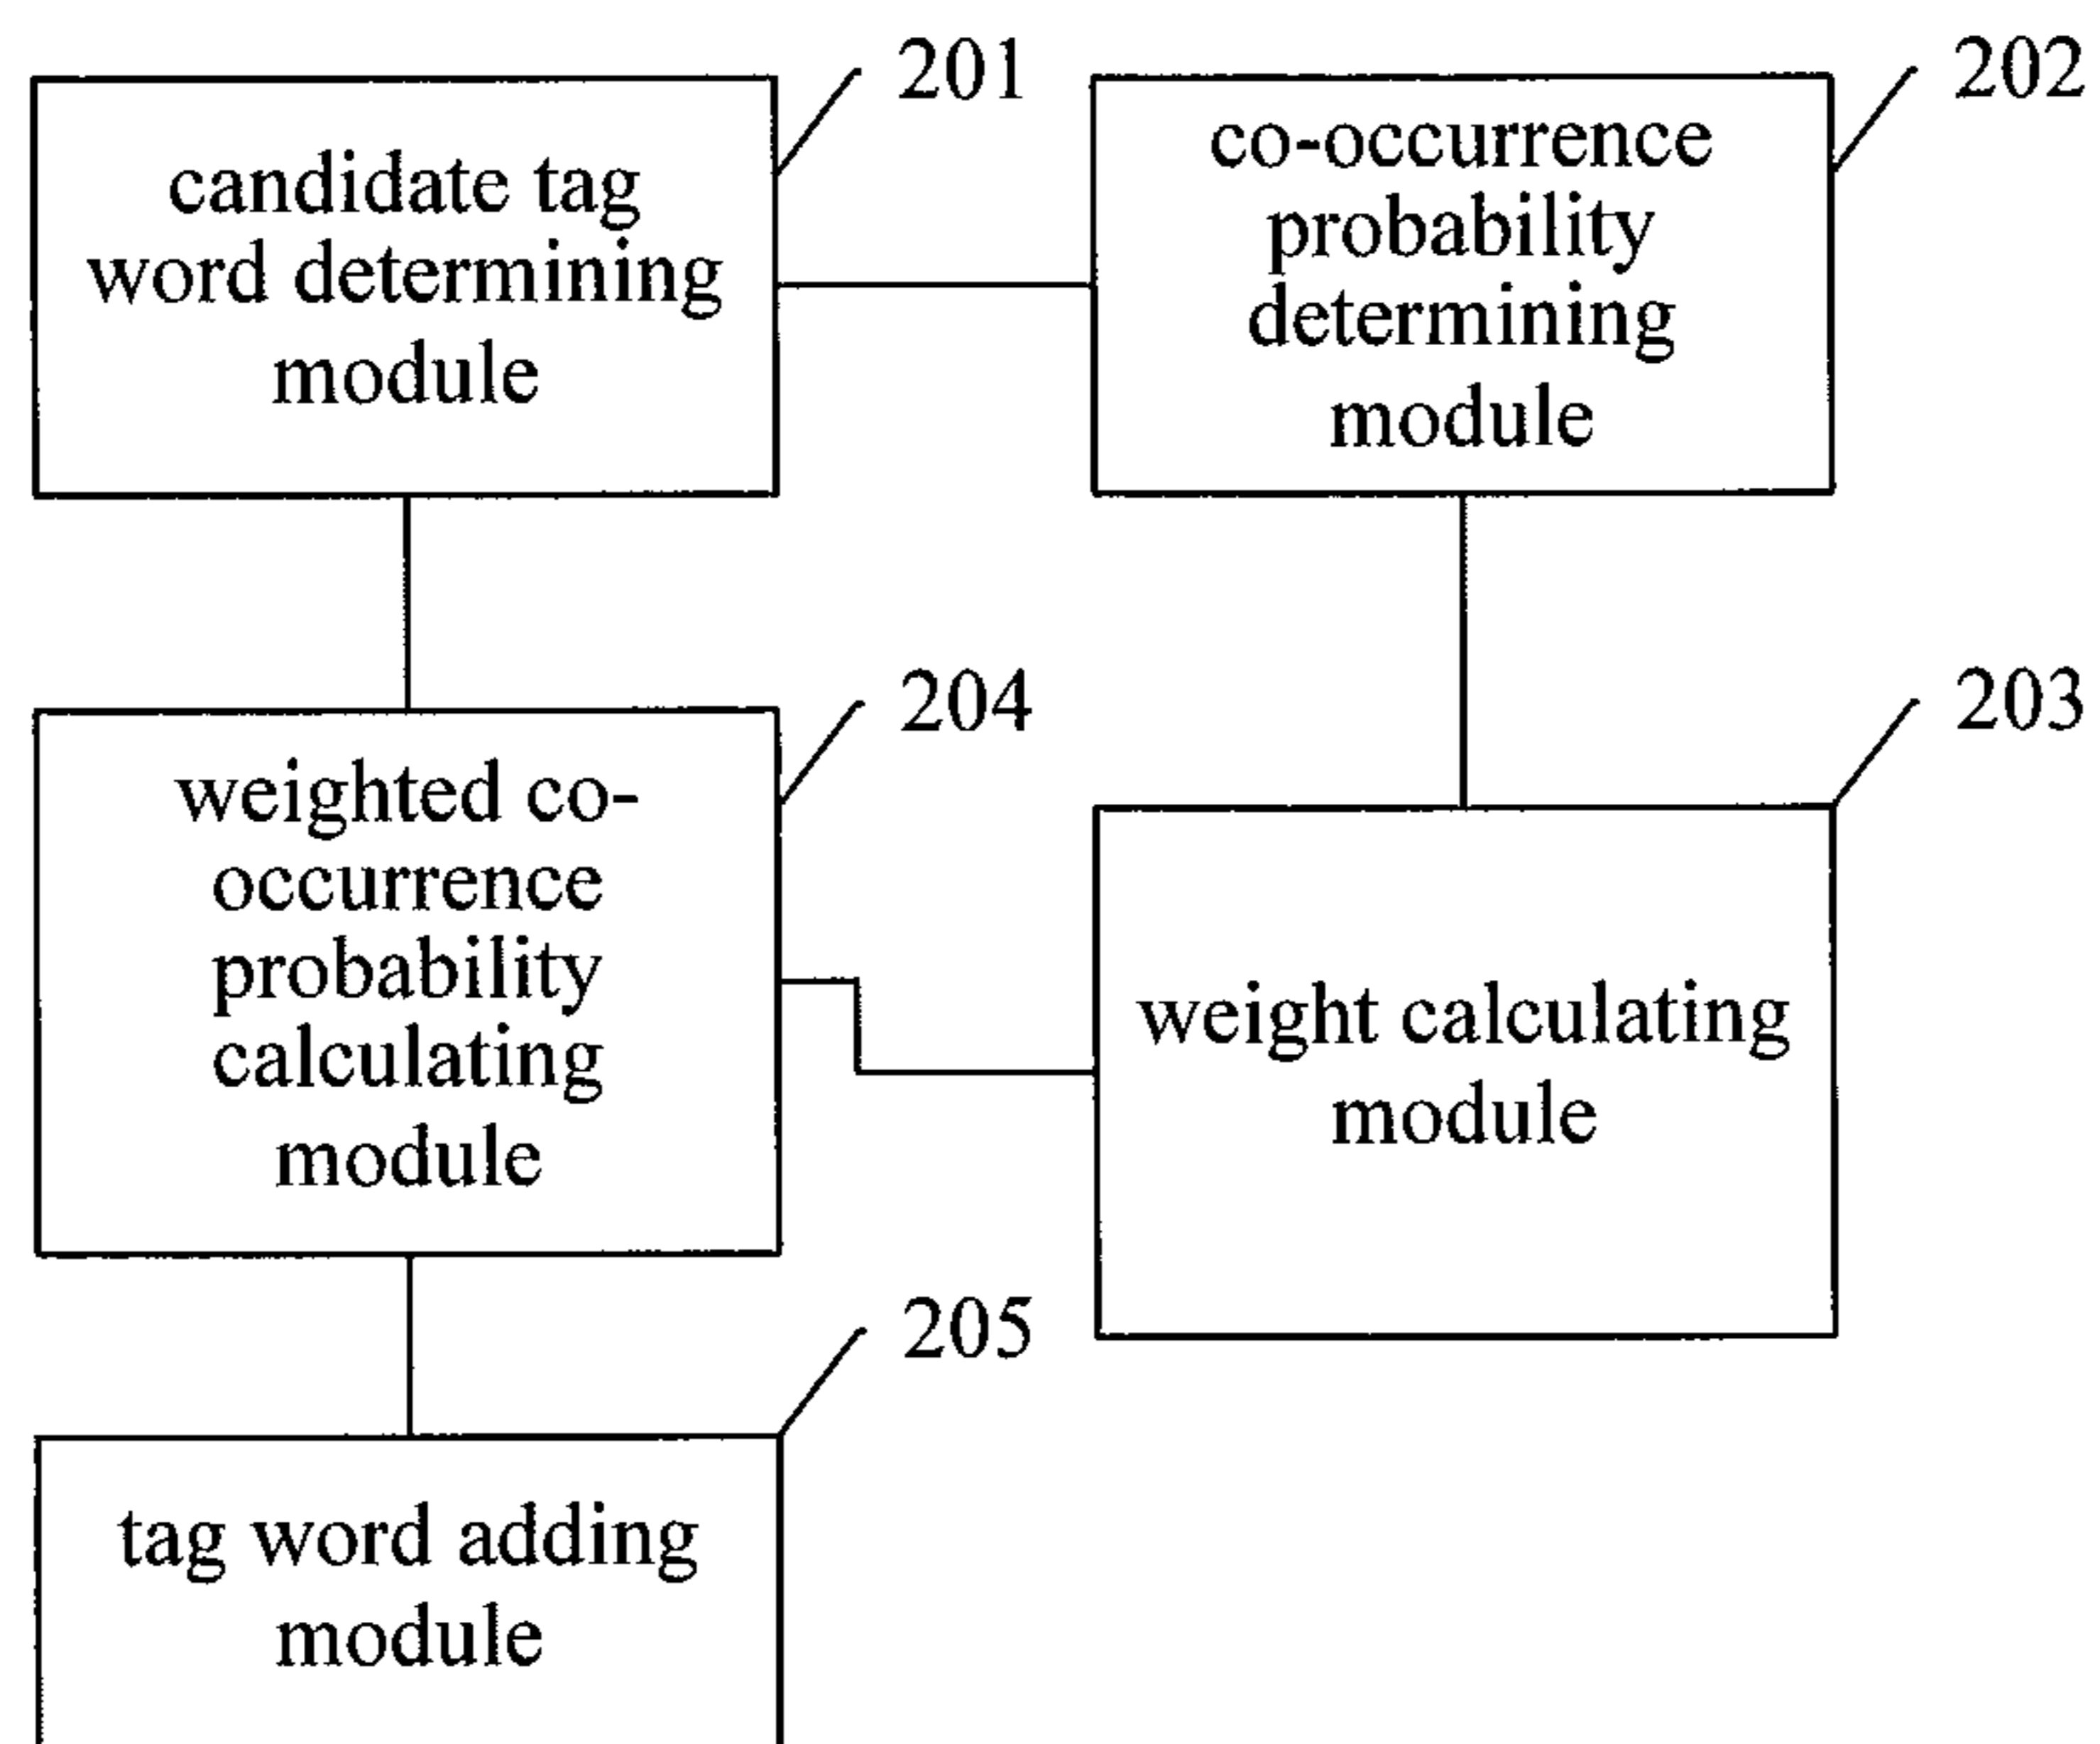 201
candidate tag
word determining
module
202
co-occurrence
probability
determining
module
204
weighted co-
occurrence
probability
calculating
module
203
weight calculating
module
205
tag word adding
module